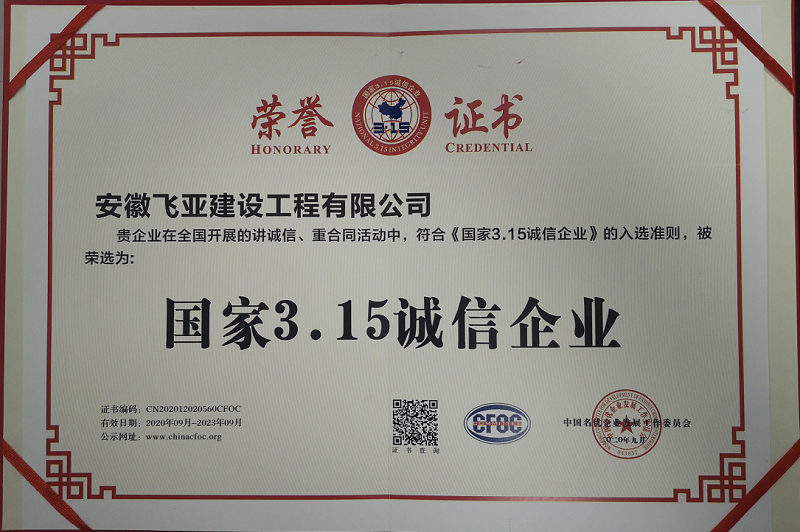 荣誉
HONORARY
国家3.15诚信企业
3.15
NATIONAL 3.15 INTEGRITY UNIT
证书
CREDENTIAL
安徽飞亚建设工程有限公司
贵企业在全国开展的讲诚信、重合同活动中，符合《国家3.15诚信企业》的入选准则，被
荣选为:
国家3.15诚信企业
证书编码: CN202012020560CFOC
有效日期: 2020年09月-2023年09月
公示网址: www.chinacfoc.org
证书查询
CFOC
中国名优企业发展工作委员会
二〇二〇年九月